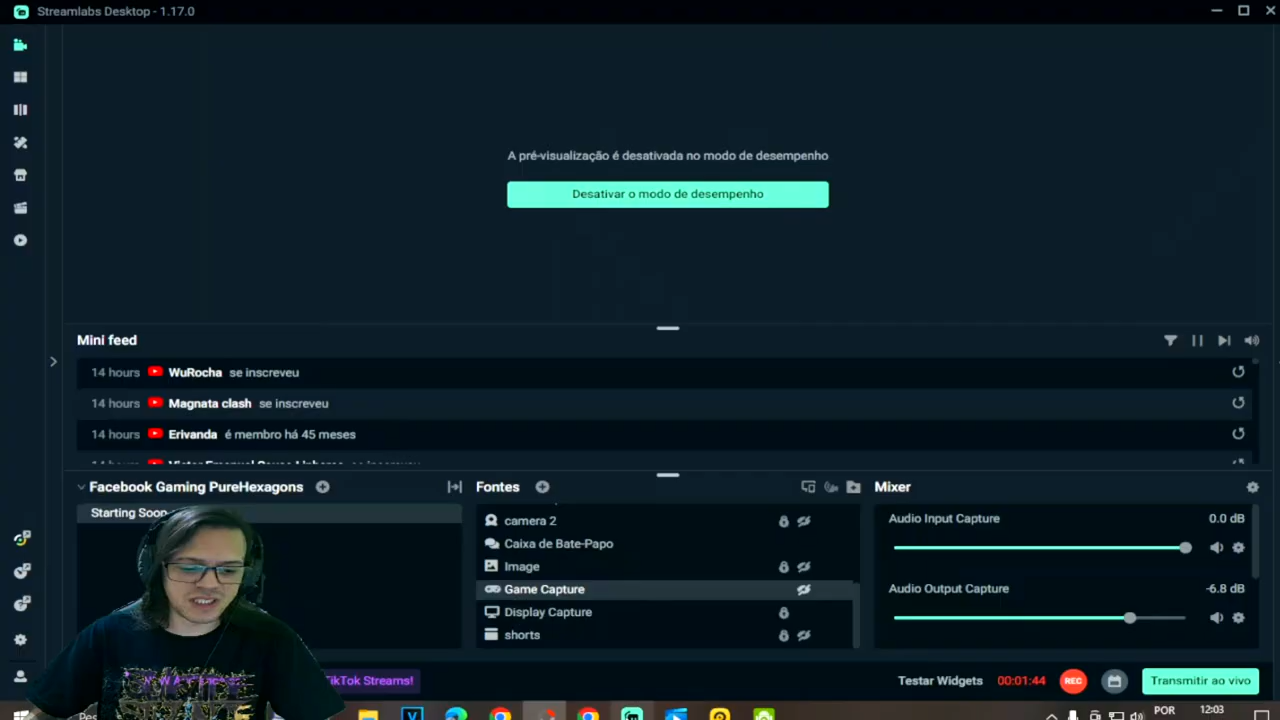 Streamlabs Desktop - 1.17.0
A pré-visualização é desativada no modo de desempenho
Desativar o modo de desempenho
Mini feed
14 hours WuRocha se inscreveu
14 hours Magnata clash se inscreveu
14 hours Erivanda é membro há 45 meses
14 hours
Facebook Gaming PureHexagons
Starting Soon
Fontes
camera 2
Caixa de Bate-Papo
Image
Game Capture
Display Capture
shorts
Mixer
Audio Input Capture 0.0 dB
Audio Output Capture -6.8 dB
TikTok Streams!
Testar Widgets 00:01:44 REC Transmitir ao vivo
POR 12:03